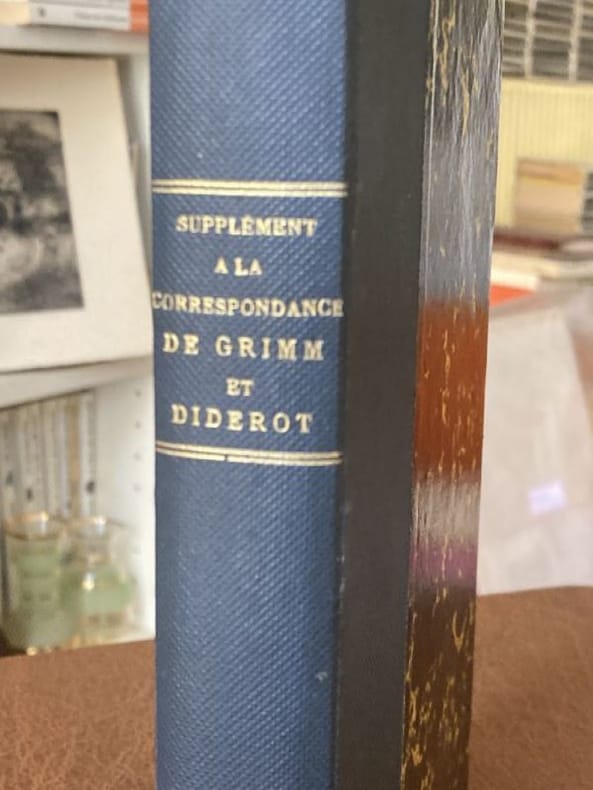 SUPPLÉMENT
A LA
CORRESPONDANCE
DE GRIMM
ET
DIDEROT